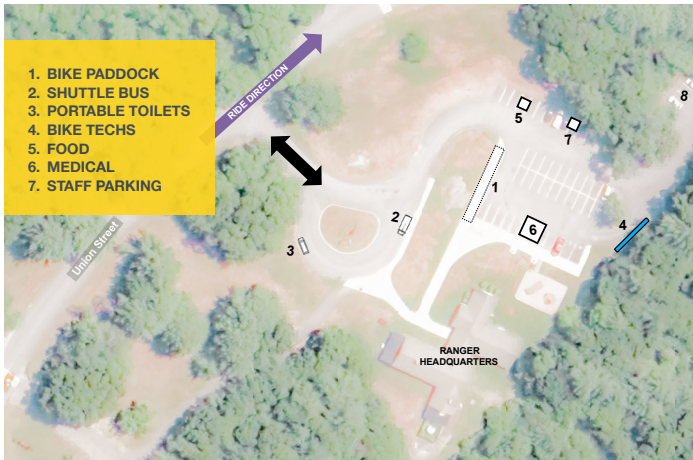 1. BIKE PADDOCK
2. SHUTTLE BUS
3. PORTABLE TOILETS
4. BIKE TECHS
5. FOOD
6. MEDICAL
7. STAFF PARKING
RIDE DIRECTION
Union Street
8
5
7
1
2
6
4
3
RANGER
HEADQUARTERS